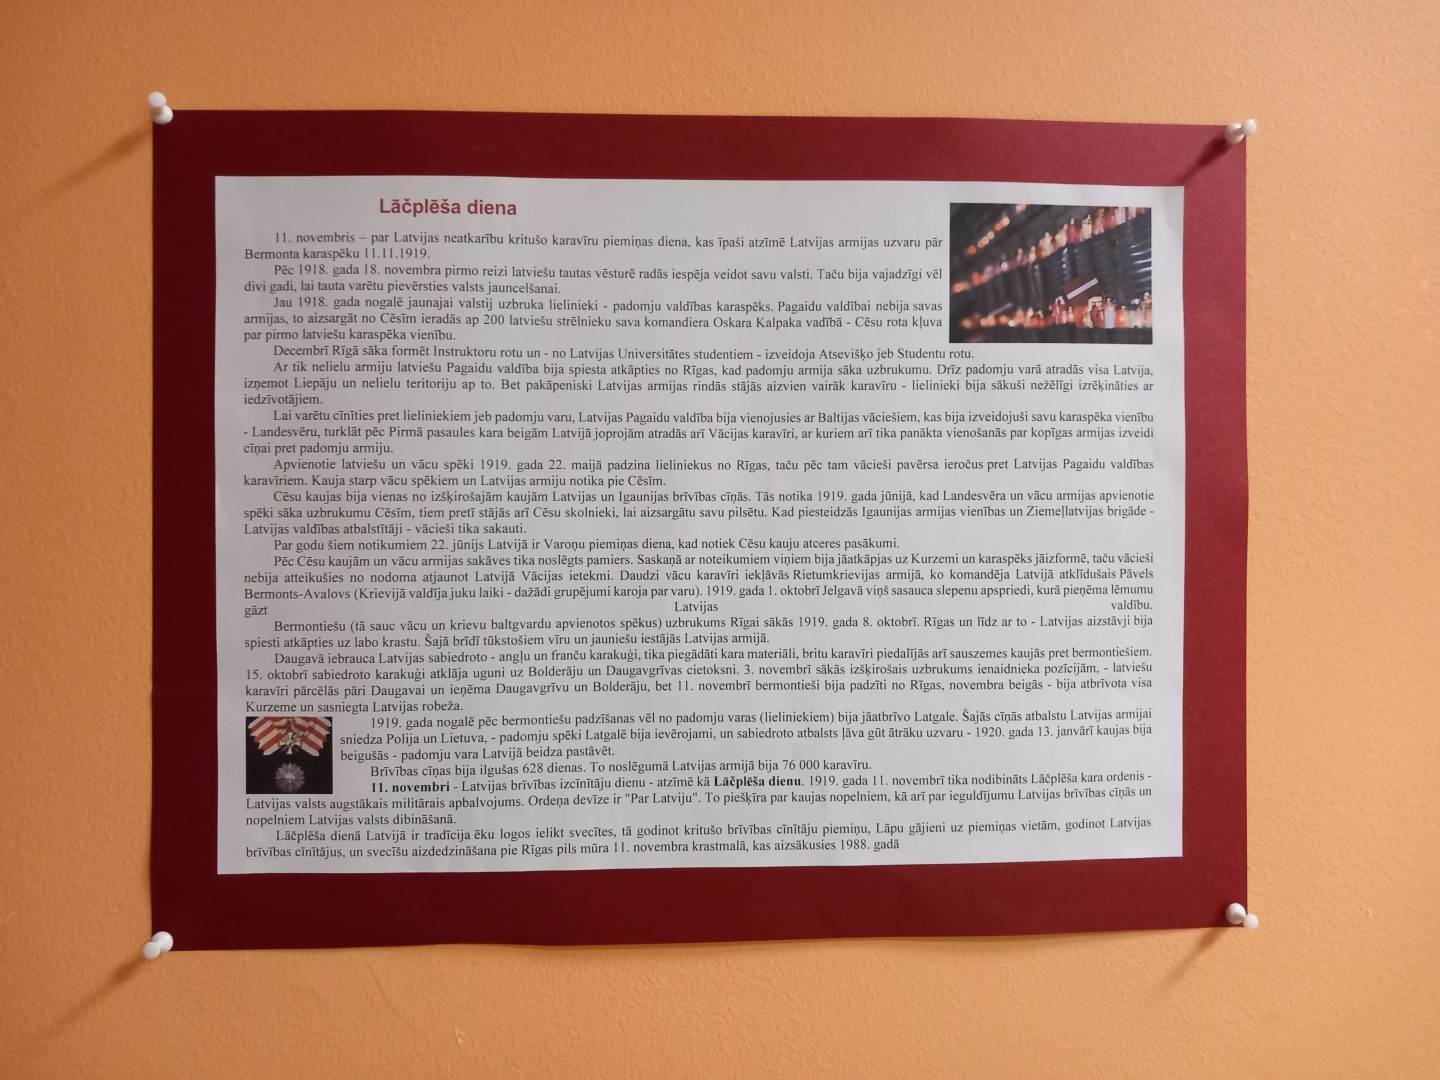 Lāčplēša diena
11. novembris – par Latvijas neatkarību kritušo karavīru piemiņas diena, kas īpaši atzīmē Latvijas armijas uzvaru pār
Bermonta karaspēku 11.11.1919.
Pēc 1918. gada 18. novembra pirmo reizi latviešu tautas vēsturē radās iespēja veidot savu valsti. Taču bija vajadzīgi vēl
divi gadi, lai tauta varētu pievērsties valsts jauncelšanai.
Jau 1918. gada nogalē jaunajai valstij uzbruka lielinieki - padomju valdības karaspēks. Pagaidu valdībai nebija savas
armijas, to aizsargāt no Cēsīm ieradās ap 200 latviešu strēlnieku sava komandiera Oskara Kalpaka vadībā - Cēsu rota kļuva
par pirmo latviešu karaspēka vienību.
Decembrī Rīgā sāka formēt Instruktoru rotu un - no Latvijas Universitātes studentiem - izveidoja Atsevišķo jeb Studentu rotu.
Ar tik nelielu armiju latviešu Pagaidu valdība bija spiesta atkāpties no Rīgas, kad padomju armija sāka uzbrukumu. Drīz padomju varā atradās visa Latvija,
izņemot Liepāju un nelielu teritoriju ap to. Bet pakāpeniski Latvijas armijas rindās stājās aizvien vairāk karavīru - lielinieki bija sākuši nežēlīgi izrēķināties ar
iedzīvotājiem.
Lai varētu cīnīties pret lieliniekiem jeb padomju varu, Latvijas Pagaidu valdība bija vienojusies ar Baltijas vāciešiem, kas bija izveidojuši savu karaspēka vienību
- Landesvēru, turklāt pēc Pirmā pasaules kara beigām Latvijā joprojām atradās arī Vācijas karavīri, ar kuriem arī tika panākta vienošanās par kopīgas armijas izveidi
cīņai pret padomju armiju.
Apvienotie latviešu un vācu spēki 1919. gada 22. maijā padzina lieliniekus no Rīgas, taču pēc tam vācieši pavērsa ieročus pret Latvijas Pagaidu valdības
karavīriem. Kauja starp vācu spēkiem un Latvijas armiju notika pie Cēsīm.
Cēsu kaujas bija vienas no izšķirošajām kaujām Latvijas un Igaunijas brīvības cīņās. Tās notika 1919. gada jūnijā, kad Landesvēra un vācu armijas apvienotie
spēki sāka uzbrukumu Cēsīm, tiem pretī stājās arī Cēsu skolnieki, lai aizsargātu savu pilsētu. Kad piesteidzās Igaunijas armijas vienības un Ziemeļlatvijas brigāde -
Latvijas valdības atbalstītāji - vācieši tika sakauti.
Par godu šiem notikumiem 22. jūnijs Latvijā ir Varoņu piemiņas diena, kad notiek Cēsu kauju atceres pasākumi.
Pēc Cēsu kaujām un vācu armijas sakāves tika noslēgts pamiers. Saskaņā ar noteikumiem viņiem bija jāatkāpjas uz Kurzemi un karaspēks jāizformē, taču vācieši
nebija atteikušies no nodoma atjaunot Latvijā Vācijas ietekmi. Daudzi vācu karavīri iekļāvās Rietumkrievijas armijā, ko komandēja Latvijā atklīdušais Pāvels
Bermonts-Avalovs (Krievijā valdīja juku laiki - dažādi grupējumi karoja par varu). 1919. gada 1. oktobrī Jelgavā viņš sasauca slepenu apspriedi, kurā pieņēma lēmumu
gāzt Latvijas valdību.
Bermontiešu (tā sauc vācu un krievu baltgvardu apvienotos spēkus) uzbrukums Rīgai sākās 1919. gada 8. oktobrī. Rīgas un līdz ar to - Latvijas aizstāvji bija
spiesti atkāpties uz labo krastu. Šajā brīdī tūkstošiem vīru un jauniešu iestājās Latvijas armijā.
Daugavā iebrauca Latvijas sabiedroto - angļu un franču karakuģi, tika piegādāti kara materiāli, britu karavīri piedalījās arī sauszemes kaujās pret bermontiešiem.
15. oktobrī sabiedroto karakuģi atklāja uguni uz Bolderāju un Daugavgrīvas cietoksni. 3. novembrī sākās izšķirošais uzbrukums ienaidnieka pozīcijām, - latviešu
karavīri pārcēlās pāri Daugavai un ieņēma Daugavgrīvu un Bolderāju, bet 11. novembrī bermontieši bija padzīti no Rīgas, novembra beigās - bija atbrīvota visa
Kurzeme un sasniegta Latvijas robeža.
1919. gada nogalē pēc bermontiešu padzīšanas vēl no padomju varas (lieliniekiem) bija jāatbrīvo Latgale. Šajās cīņās atbalstu Latvijas armijai
sniedza Polija un Lietuva, - padomju spēki Latgalē bija ievērojami, un sabiedroto atbalsts ļāva gūt ātrāku uzvaru - 1920. gada 13. janvārī kaujas bija
beigušās - padomju vara Latvijā beidza pastāvēt.
Brīvības cīņas bija ilgušas 628 dienas. To noslēgumā Latvijas armijā bija 76 000 karavīru.
11. novembri - Latvijas brīvības izcīnītāju dienu - atzīmē kā Lāčplēša dienu. 1919. gada 11. novembrī tika nodibināts Lāčplēša kara ordenis -
Latvijas valsts augstākais militārais apbalvojums. Ordeņa devīze ir "Par Latviju". To piešķīra par kaujas nopelniem, kā arī par ieguldījumu Latvijas brīvības cīņās un
nopelniem Latvijas valsts dibināšanā.
Lāčplēša dienā Latvijā ir tradīcija ēku logos ielikt svecītes, tā godinot kritušo brīvības cīnītāju piemiņu, Lāpu gājieni uz piemiņas vietām, godinot Latvijas
brīvības cīnītājus, un svecīšu aizdedzināšana pie Rīgas pils mūra 11. novembra krastmalā, kas aizsākusies 1988. gadā